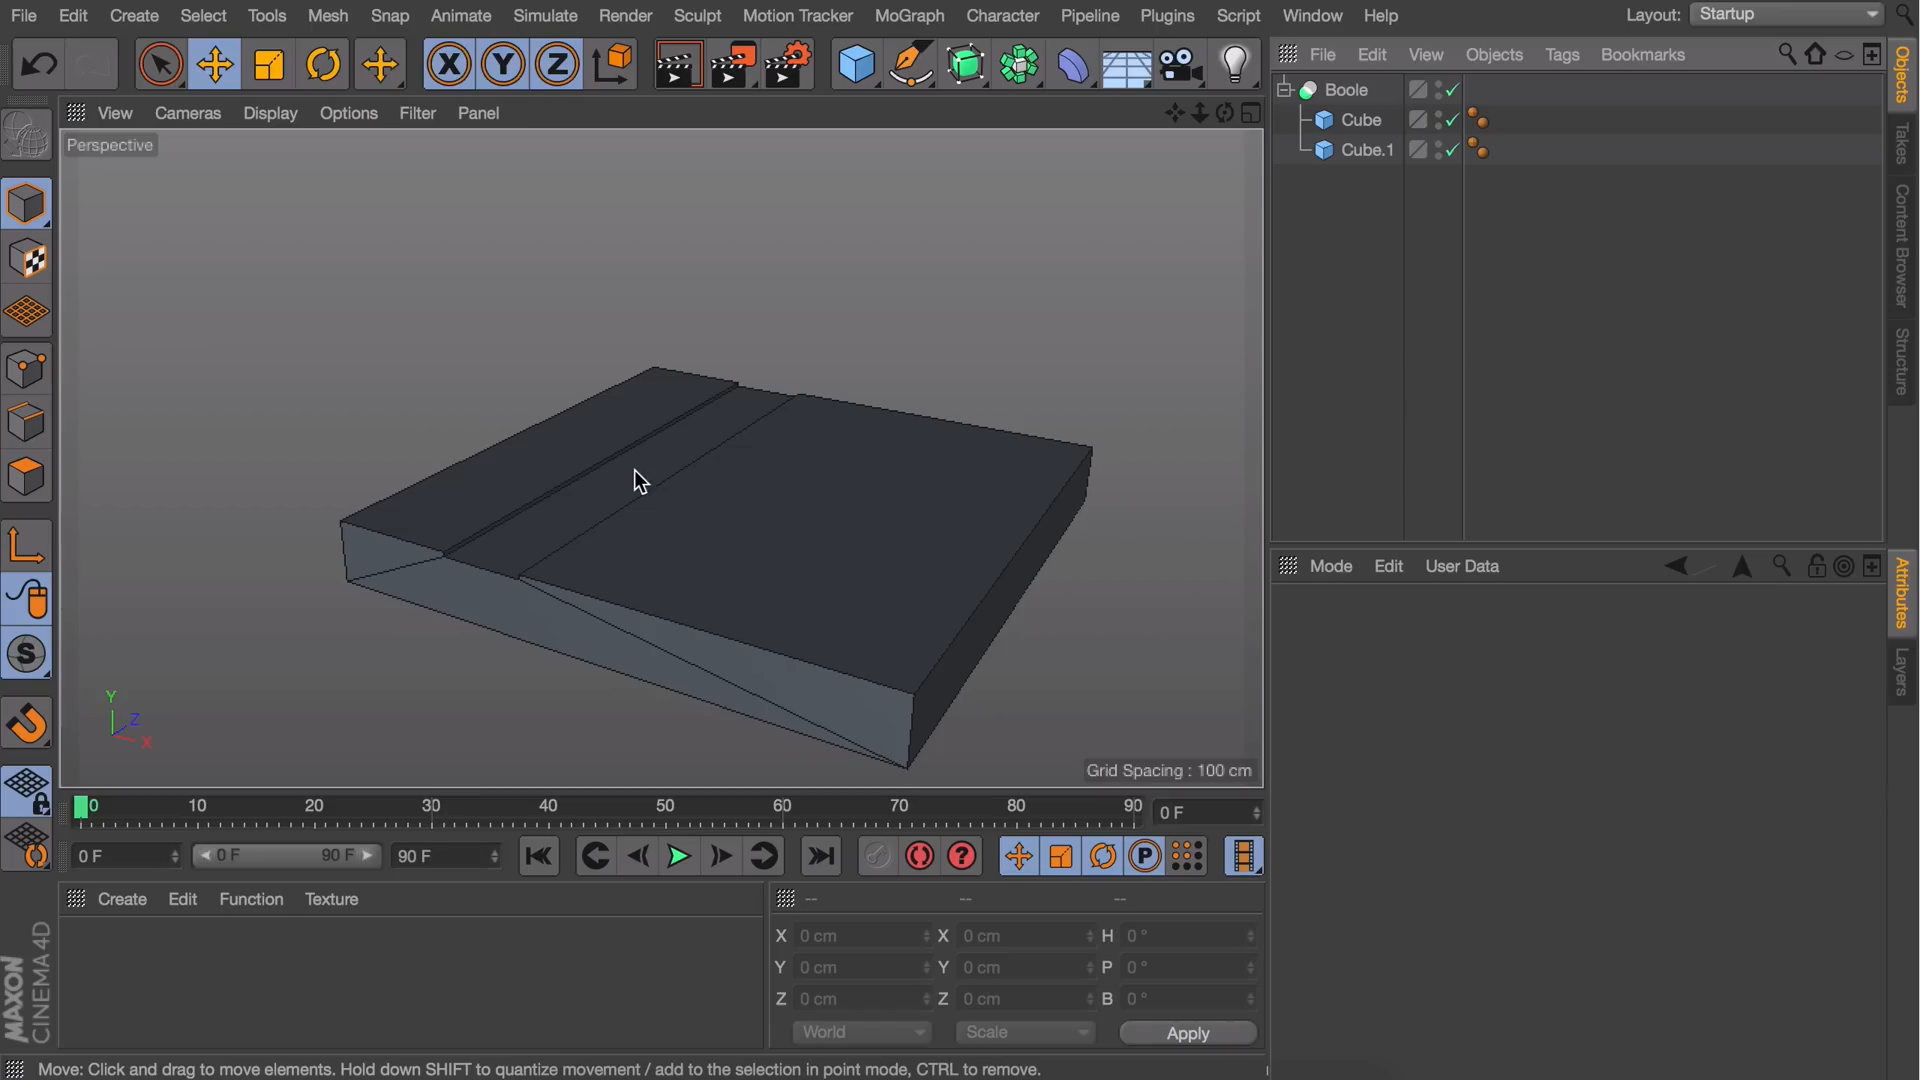 File Edit Create Select Tools Mesh Snap Animate Simulate Render Sculpt Motion Tracker MoGraph Character Pipeline Plugins Script Window Help Layout: Startup
X Y Z
File Edit View Objects Tags Bookmarks
View Cameras Display Options Filter Panel
Perspective
Boole
Cube
Cube.1
Objects
Takes
Content Browser
Structure
Mode Edit User Data
Attributes
Layers
S
Y
Z
X
Grid Spacing : 100 cm
0 10 20 30 40 50 60 70 80 90 0 F
0 F 0 F 90 F 90 F
? P
Create Edit Function Texture
-- -- --
X 0 cm X 0 cm H 0 °
Y 0 cm Y 0 cm P 0 °
Z 0 cm Z 0 cm B 0 °
World Scale Apply
MAXON
CINEMA 4D
Move: Click and drag to move elements. Hold down SHIFT to quantize movement / add to the selection in point mode, CTRL to remove.